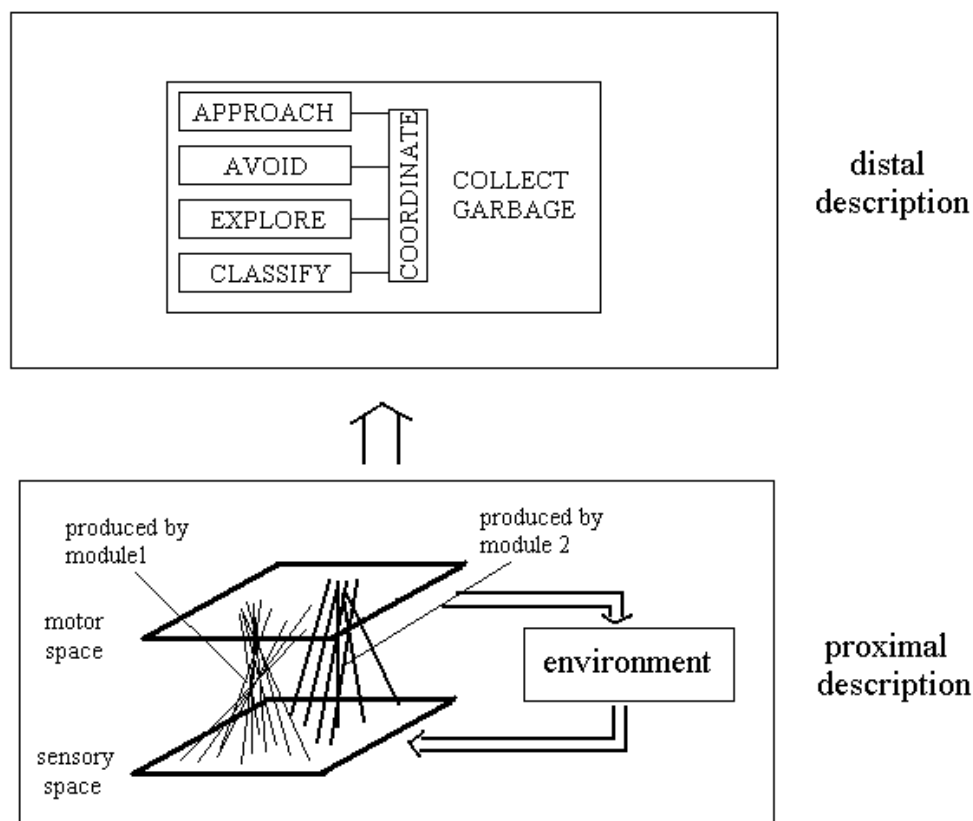 APPROACH
AVOID
EXPLORE
CLASSIFY
COORDINATE
COLLECT
GARBAGE
distal
description
produced by
module1
produced by
module 2
motor
space
environment
sensory
space
proximal
description